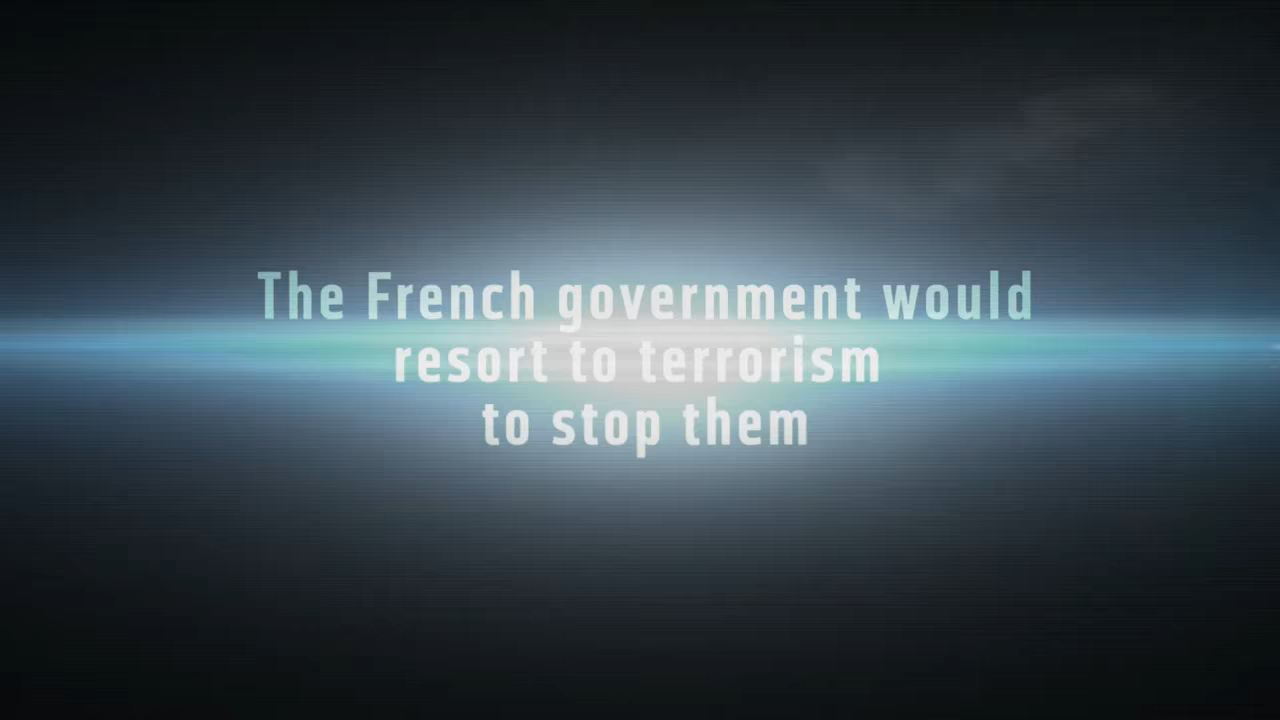 The French government would
resort to terrorism
to stop them